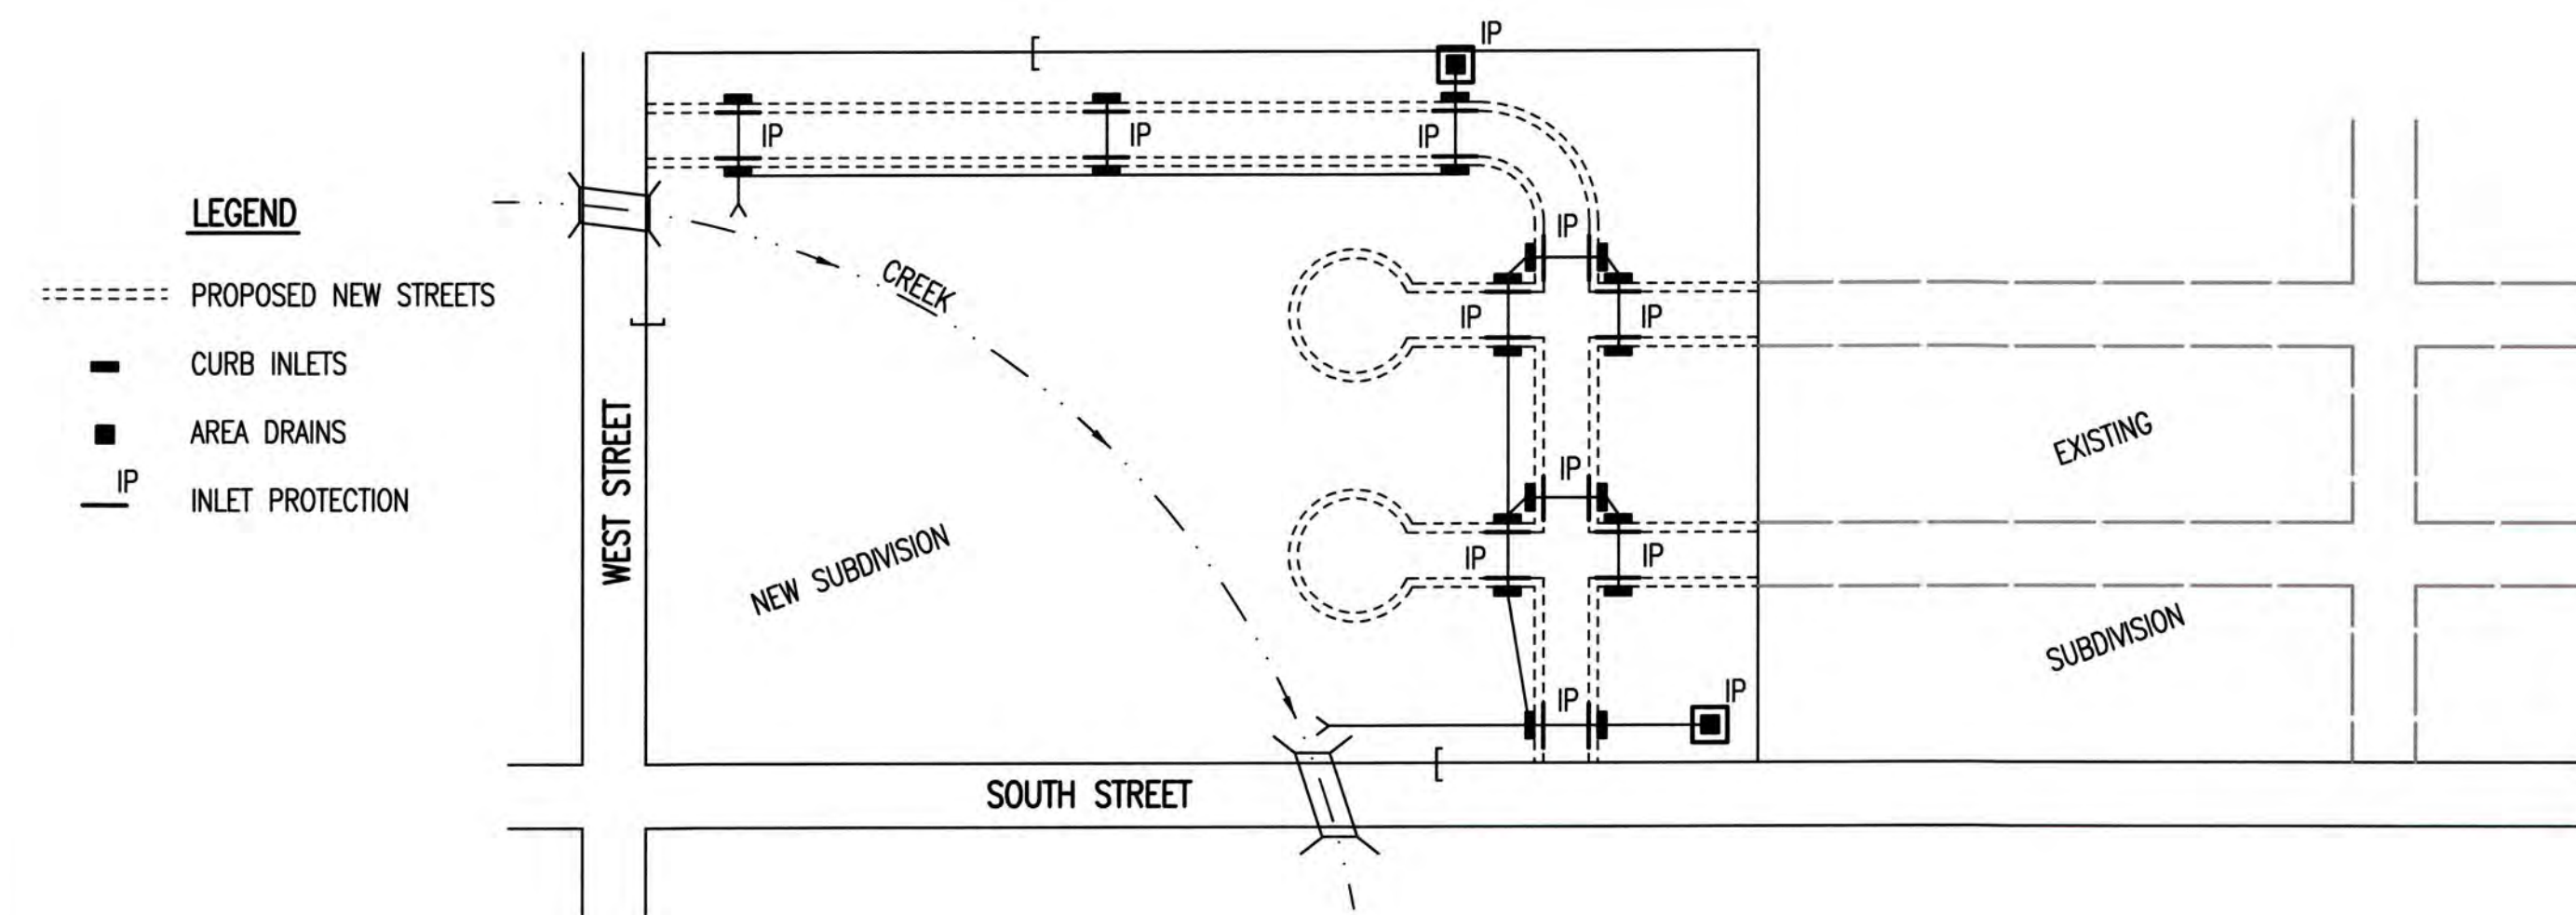 IP
IP
IP
IP
LEGEND
IP
PROPOSED NEW STREETS
CREEK
IP
IP
CURB INLETS
AREA DRAINS
WEST STREET
EXISTING
IP
IP
INLET PROTECTION
NEW SUBDIVISION
IP
IP
SUBDIVISION
IP
IP
SOUTH STREET